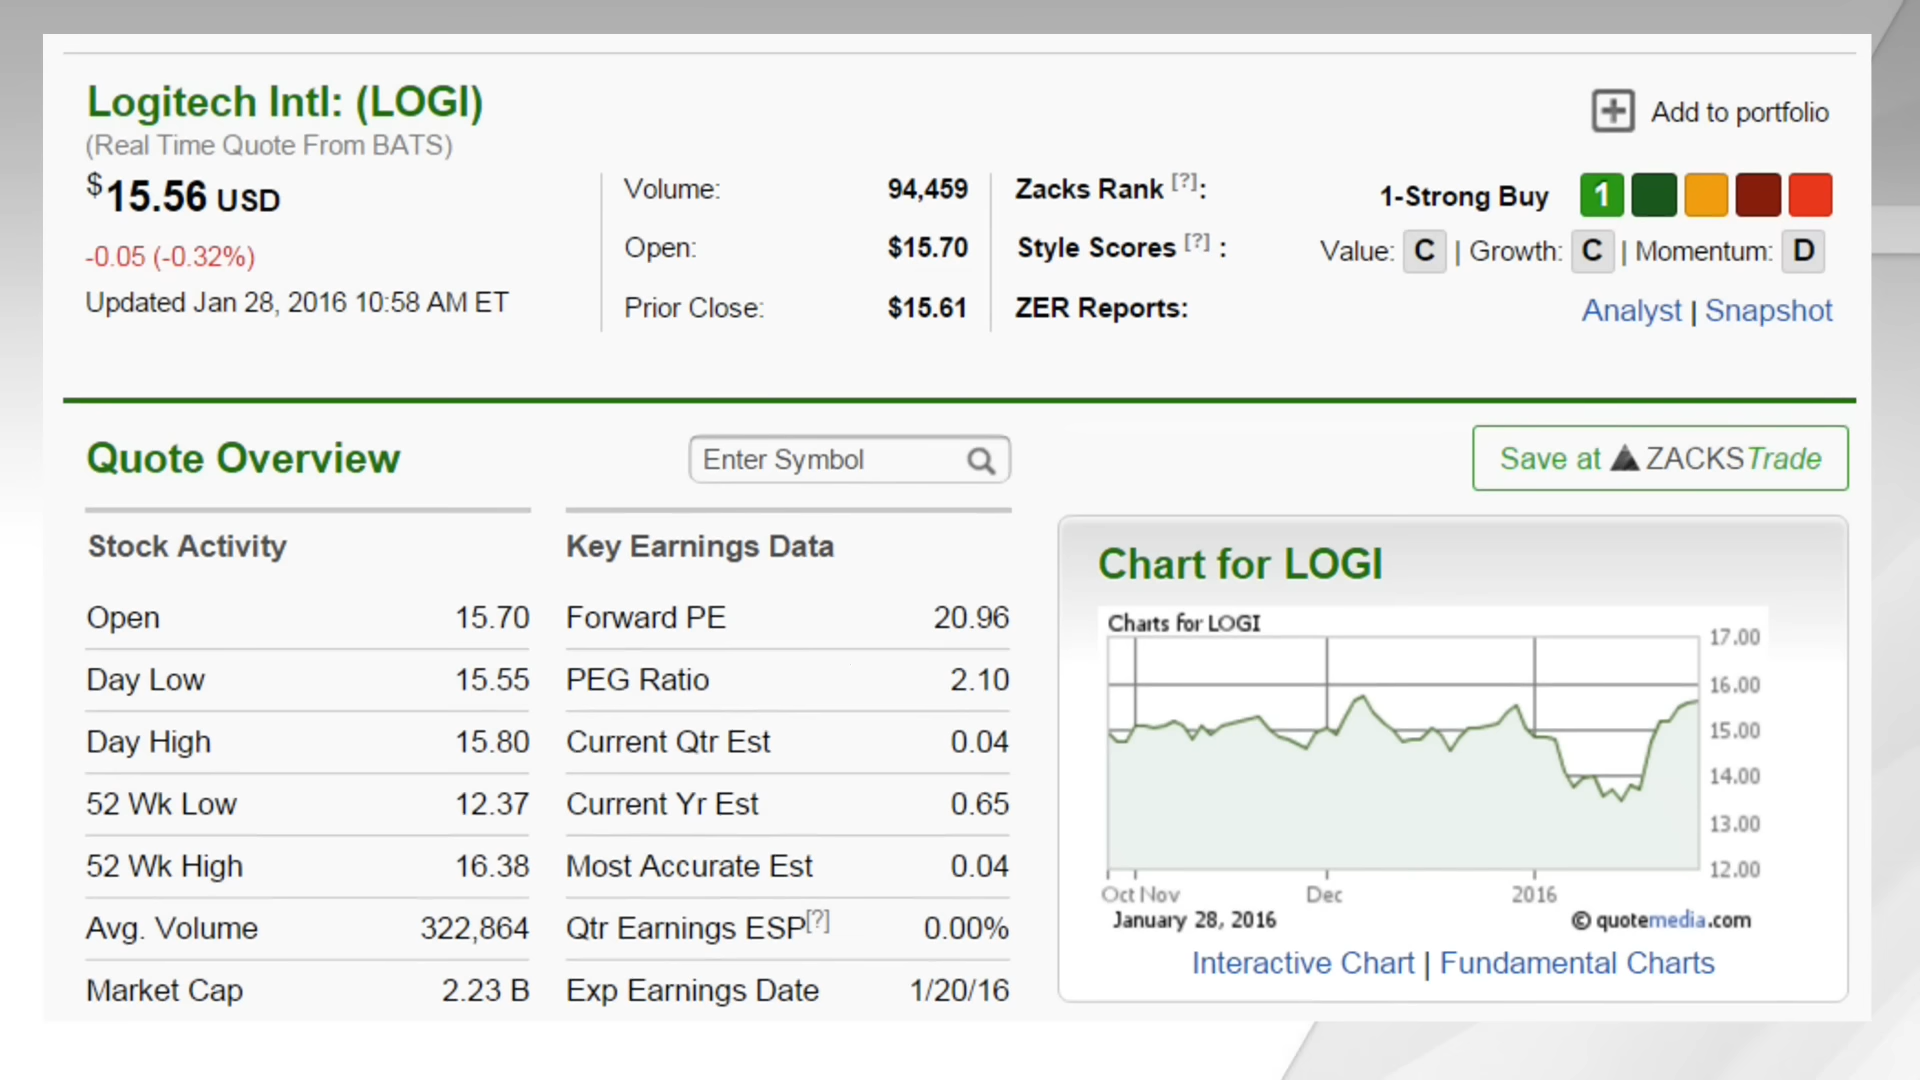 Logitech Intl: (LOGI)
(Real Time Quote From BATS)
$15.56 USD
-0.05 (-0.32%)
Updated Jan 28, 2016 10:58 AM ET
Volume: 94,459
Open: $15.70
Prior Close: $15.61
Add to portfolio
Zacks Rank [?]: 1-Strong Buy 1
Style Scores [?] : Value: C | Growth: C | Momentum: D
ZER Reports: Analyst | Snapshot
Quote Overview
Enter Symbol
Save at ZACKSTrade
Stock Activity
Open 15.70
Day Low 15.55
Day High 15.80
52 Wk Low 12.37
52 Wk High 16.38
Avg. Volume 322,864
Market Cap 2.23 B
Key Earnings Data
Forward PE 20.96
PEG Ratio 2.10
Current Qtr Est 0.04
Current Yr Est 0.65
Most Accurate Est 0.04
Qtr Earnings ESP[?] 0.00%
Exp Earnings Date 1/20/16
Chart for LOGI
Charts for LOGI
17.00
16.00
15.00
14.00
13.00
12.00
Oct Nov Dec 2016
January 28, 2016 © quotemedia.com
Interactive Chart | Fundamental Charts